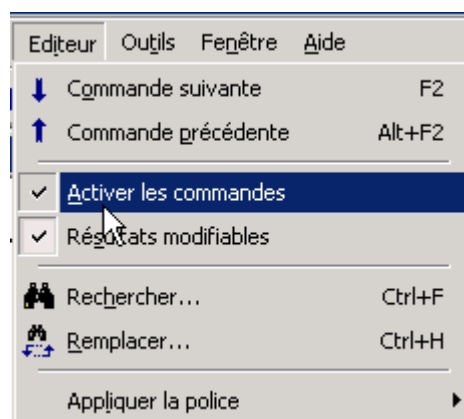 Editeur Outils Fenêtre Aide
Commande suivante F2
Commande précédente Alt+F2
Activer les commandes
Résultats modifiables
Rechercher... Ctrl+F
Remplacer... Ctrl+H
Appliquer la police